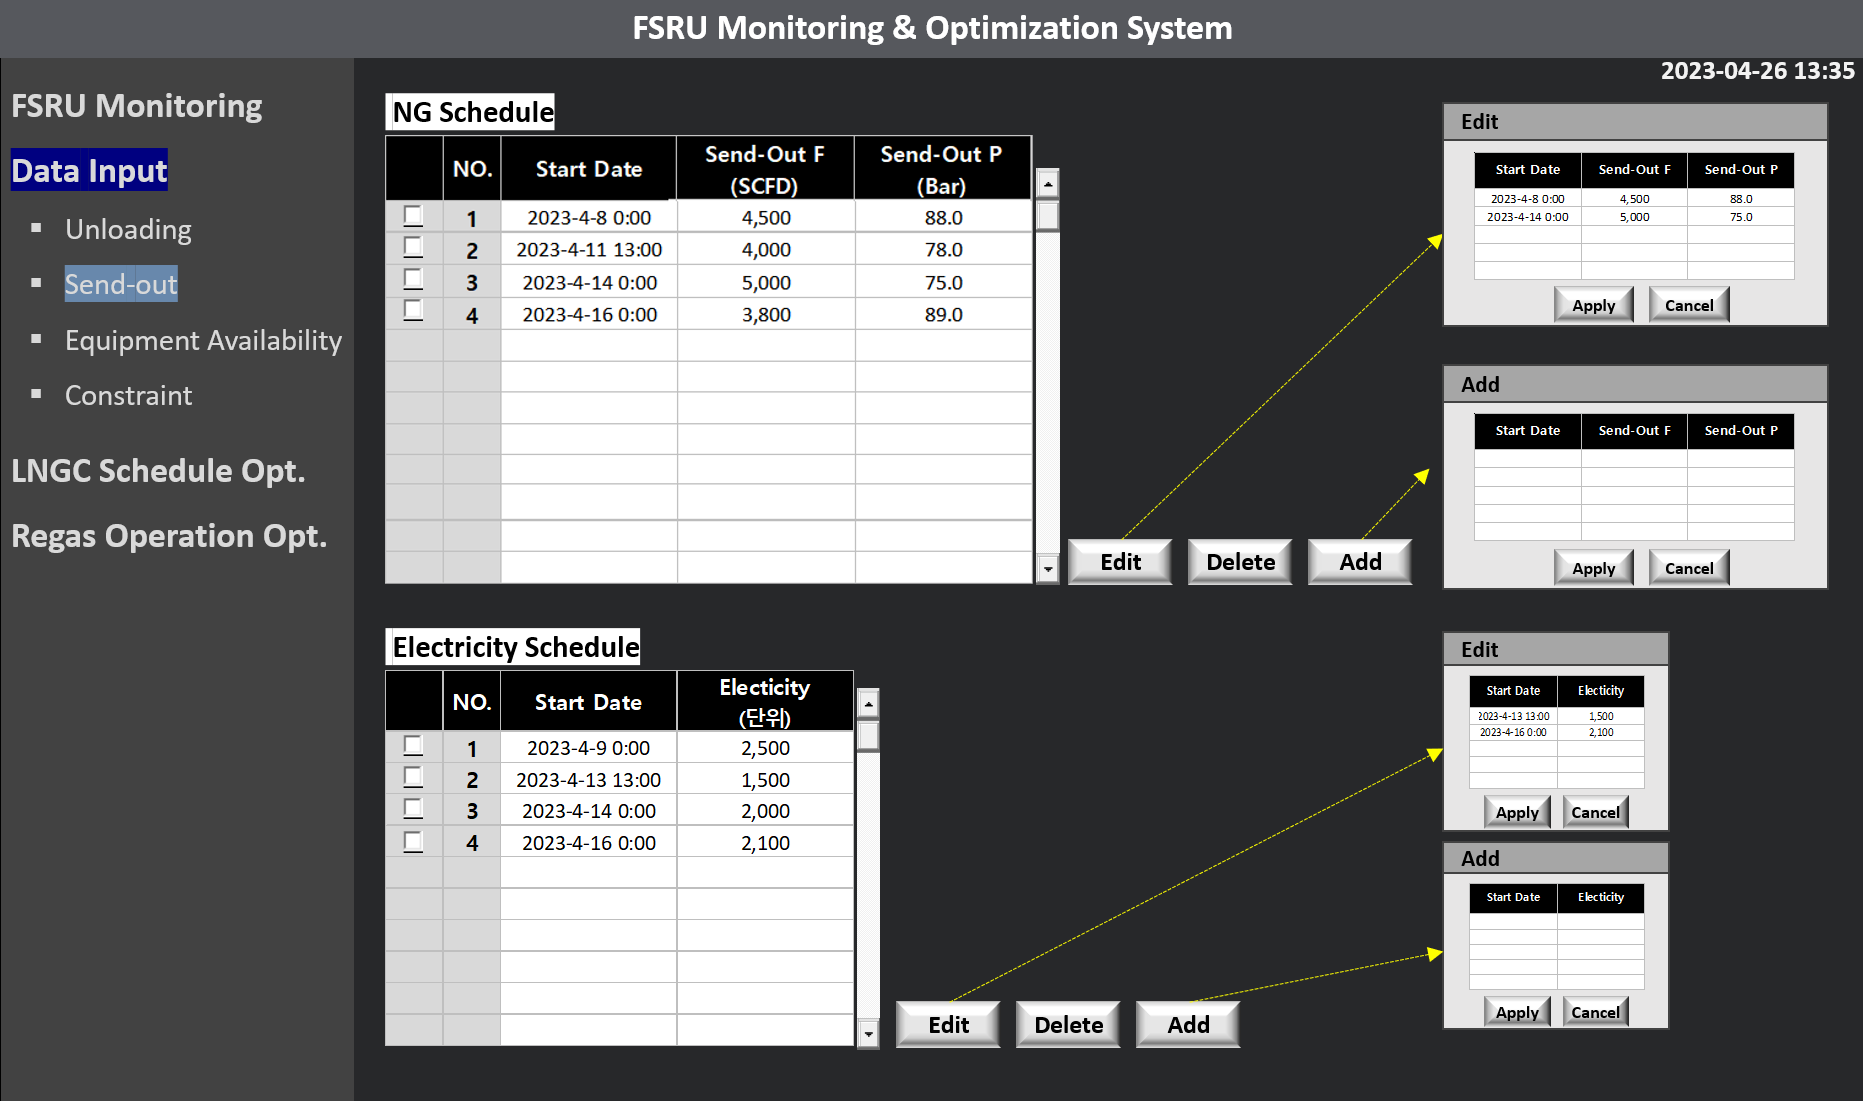 FSRU Monitoring & Optimization System
2023-04-26 13:35
FSRU Monitoring
Data Input
▪ Unloading
▪ Send-out
▪ Equipment Availability
▪ Constraint
LNGC Schedule Opt.
Regas Operation Opt.
NG Schedule
NO. Start Date Send-Out F (SCFD) Send-Out P (Bar)
1 2023-4-8 0:00 4,500 88.0
2 2023-4-11 13:00 4,000 78.0
3 2023-4-14 0:00 5,000 75.0
4 2023-4-16 0:00 3,800 89.0
Edit Delete Add
Edit
Start Date Send-Out F Send-Out P
2023-4-8 0:00 4,500 88.0
2023-4-14 0:00 5,000 75.0
Apply Cancel
Add
Start Date Send-Out F Send-Out P
Apply Cancel
Electricity Schedule
NO. Start Date Electicity (단위)
1 2023-4-9 0:00 2,500
2 2023-4-13 13:00 1,500
3 2023-4-14 0:00 2,000
4 2023-4-16 0:00 2,100
Edit Delete Add
Edit
Start Date Electicity
2023-4-13 13:00 1,500
2023-4-16 0:00 2,100
Apply Cancel
Add
Start Date Electicity
Apply Cancel